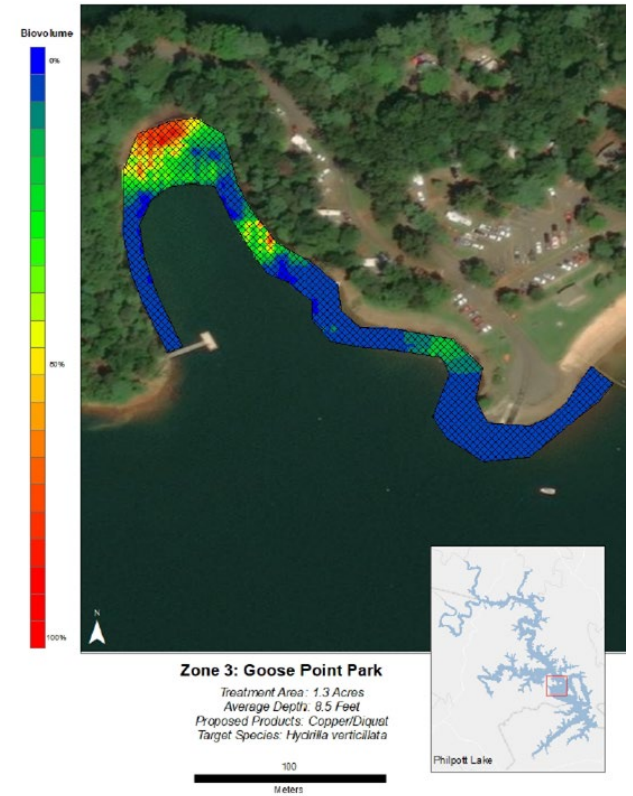 Biovolume
0%
50%
100%
N
Zone 3: Goose Point Park
Treatment Area: 1.3 Acres
Average Depth: 8.5 Feet
Proposed Products: Copper/Diquat
Target Species: Hydrilla verticillata
100
Meters
Philpott Lake